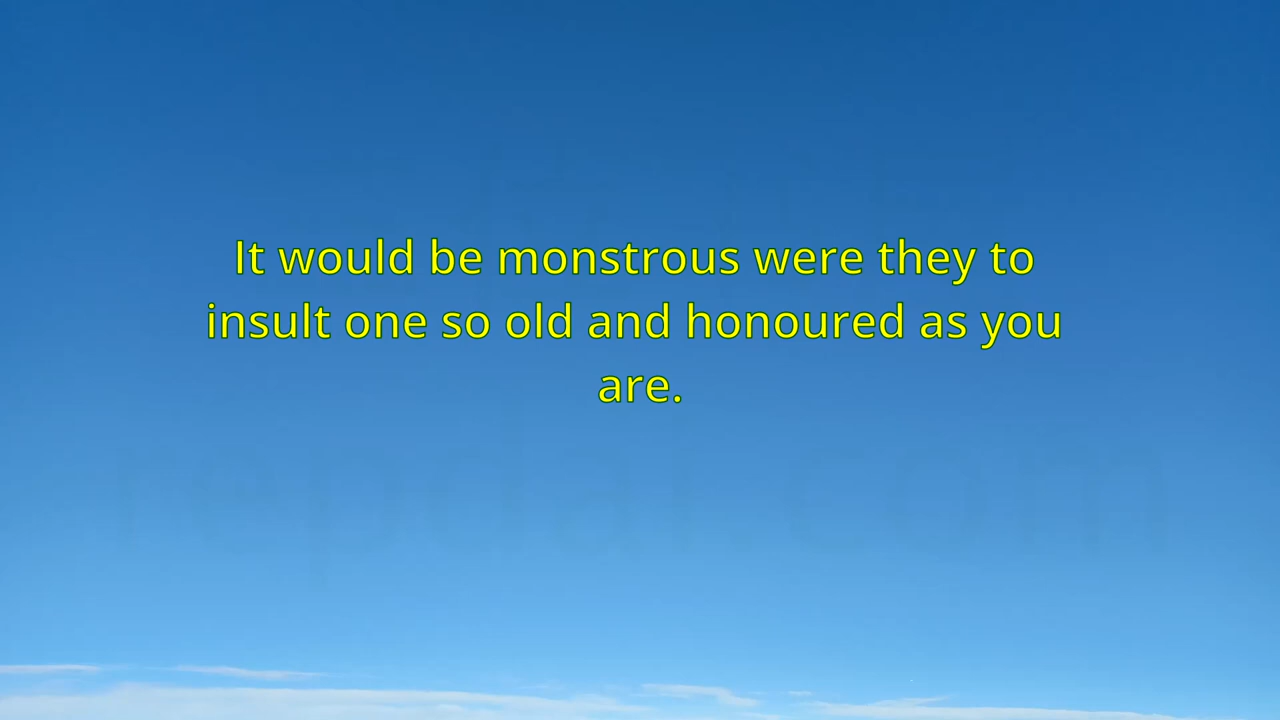 It would be monstrous were they to
insult one so old and honoured as you
are.